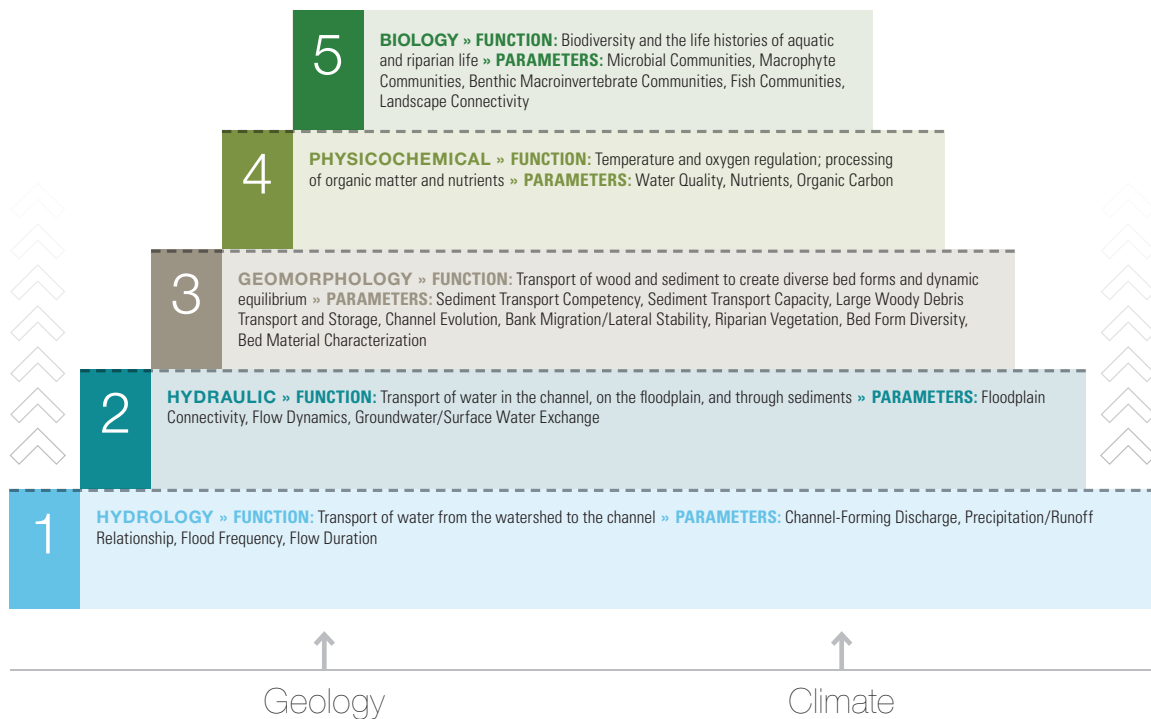 5
BIOLOGY » FUNCTION: Biodiversity and the life histories of aquatic
and riparian life » PARAMETERS: Microbial Communities, Macrophyte
Communities, Benthic Macroinvertebrate Communities, Fish Communities,
Landscape Connectivity
4
PHYSICOCHEMICAL » FUNCTION: Temperature and oxygen regulation; processing
of organic matter and nutrients » PARAMETERS: Water Quality, Nutrients, Organic Carbon
3
GEOMORPHOLOGY » FUNCTION: Transport of wood and sediment to create diverse bed forms and dynamic
equilibrium » PARAMETERS: Sediment Transport Competency, Sediment Transport Capacity, Large Woody Debris
Transport and Storage, Channel Evolution, Bank Migration/Lateral Stability, Riparian Vegetation, Bed Form Diversity,
Bed Material Characterization
2
HYDRAULIC » FUNCTION: Transport of water in the channel, on the floodplain, and through sediments » PARAMETERS: Floodplain
Connectivity, Flow Dynamics, Groundwater/Surface Water Exchange
1
HYDROLOGY » FUNCTION: Transport of water from the watershed to the channel » PARAMETERS: Channel-Forming Discharge, Precipitation/Runoff
Relationship, Flood Frequency, Flow Duration
Geology
Climate